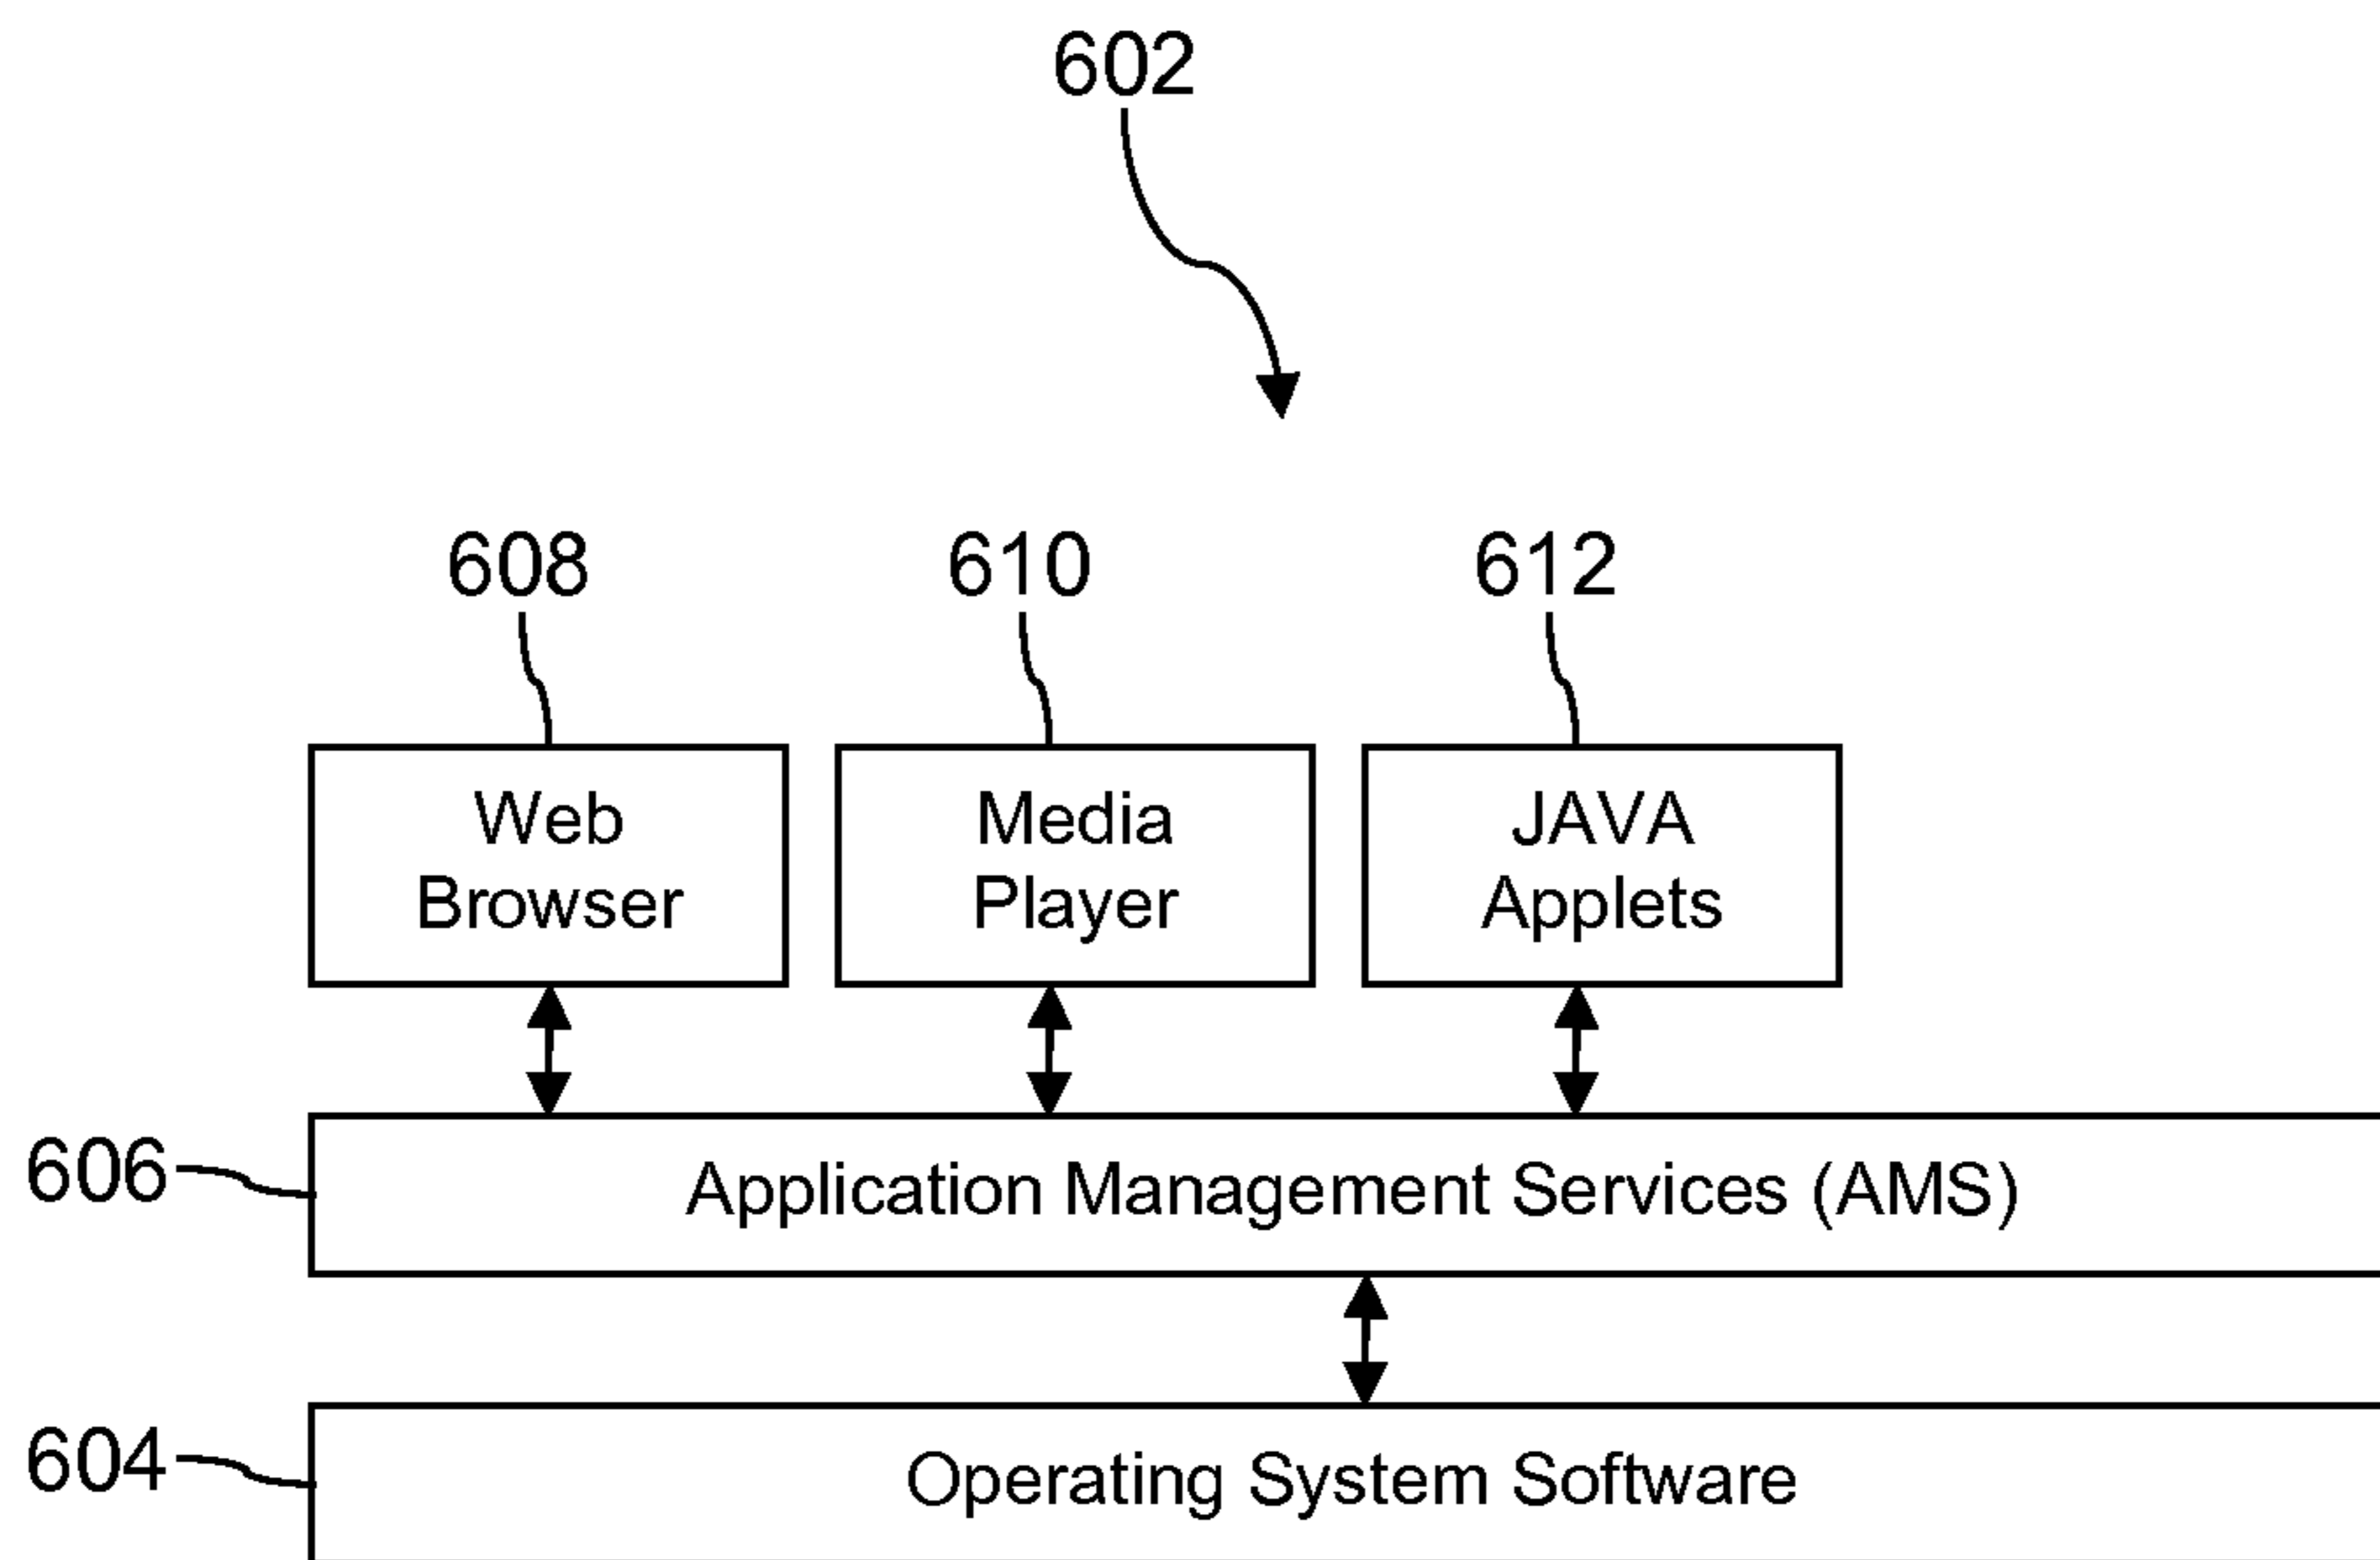 602
608
610
612
Web
Browser
Media
Player
JAVA
Applets
606
Application Management Services (AMS)
604
Operating System Software